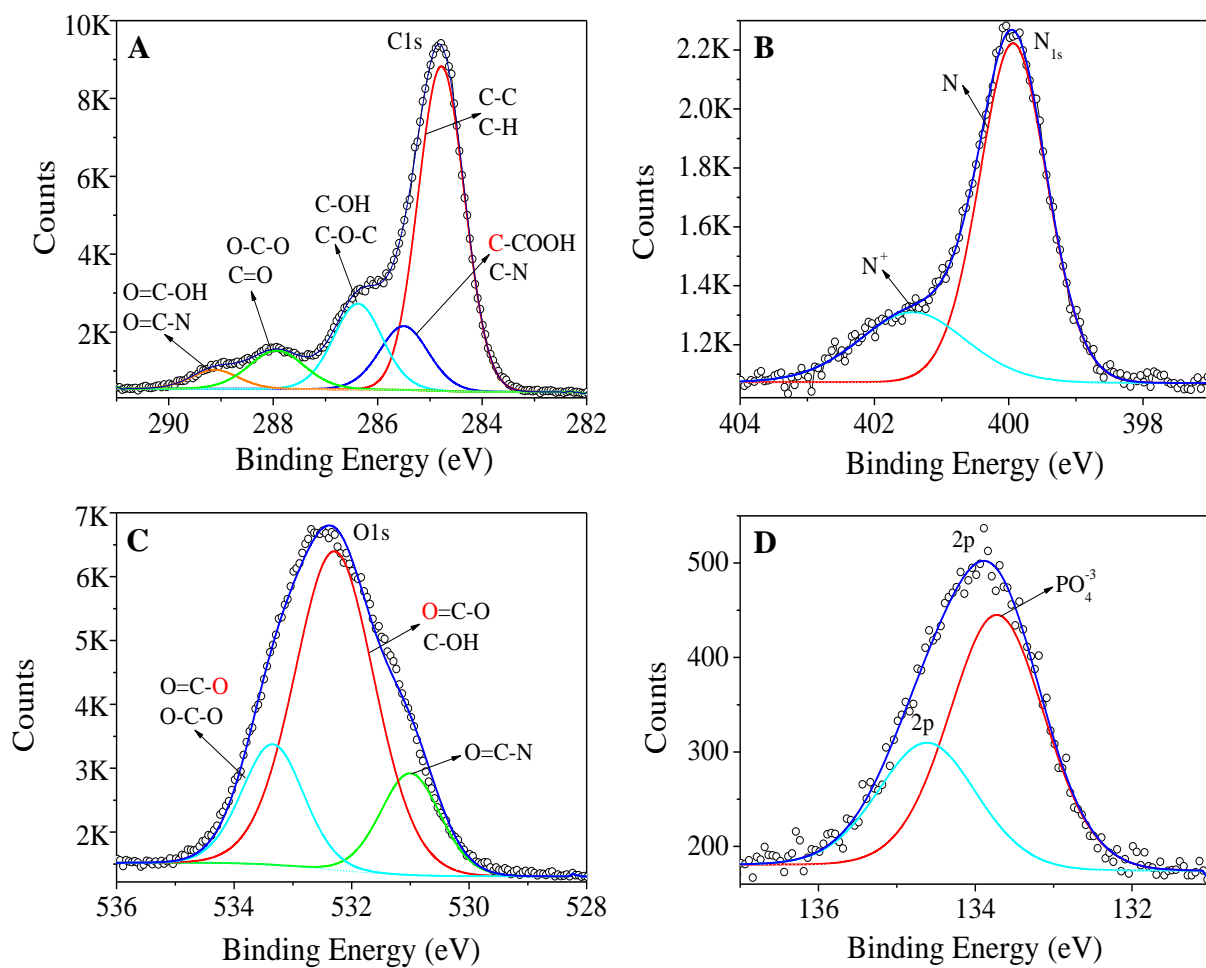 A
C1s
C-C
C-H
C-OH
C-O-C
C-COOH
C-N
O-C-O
C=O
O=C-OH
O=C-N
10K
8K
6K
4K
2K
Counts
290 288 286 284 282
Binding Energy (eV)
B
N1s
N
N+
2.2K
2.0K
1.8K
1.6K
1.4K
1.2K
Counts
404 402 400 398
Binding Energy (eV)
C
O1s
O=C-O
C-OH
O=C-O
O-C-O
O=C-N
7K
6K
5K
4K
3K
2K
Counts
536 534 532 530 528
Binding Energy (eV)
D
2p
PO4-3
2p
500
400
300
200
Counts
136 134 132
Binding Energy (eV)